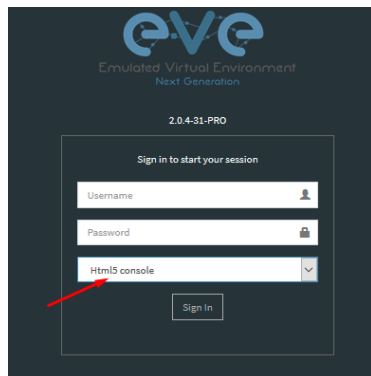 eve
Emulated Virtual Environment
Next Generation
2.0.4-31-PRO
Sign in to start your session
Username
Password
Html5 console
Sign In